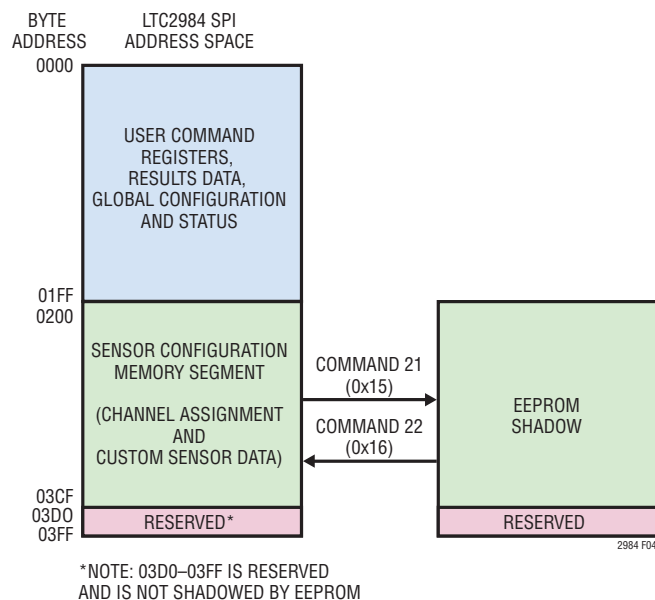 BYTE
ADDRESS
LTC2984 SPI
ADDRESS SPACE
0000
USER COMMAND
REGISTERS,
RESULTS DATA,
GLOBAL CONFIGURATION
AND STATUS
01FF
0200
SENSOR CONFIGURATION
MEMORY SEGMENT
(CHANNEL ASSIGNMENT
AND
CUSTOM SENSOR DATA)
COMMAND 21
(0x15)
COMMAND 22
(0x16)
EEPROM
SHADOW
03CF
03D0
03FF
RESERVED*
RESERVED
2984 F04
*NOTE: 03D0–03FF IS RESERVED
AND IS NOT SHADOWED BY EEPROM